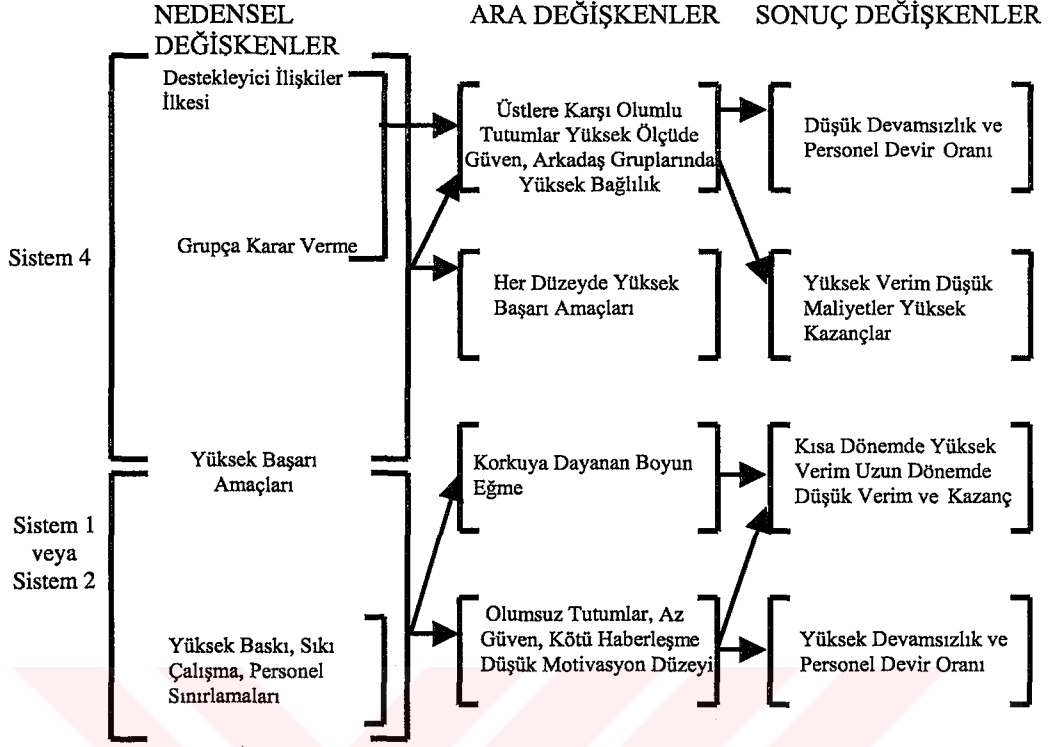 NEDENSEL
DEĞİŞKENLER
ARA DEĞİŞKENLER
SONUÇ DEĞİŞKENLER
Sistem 4
Destekleyici İlişkiler
İlkesi
Grupça Karar Verme
Üstlere Karşı Olumlu
Tutumlar Yüksek Ölçüde
Güven, Arkadaş Gruplarında
Yüksek Bağlılık
Düşük Devamsızlık ve
Personel Devir Oranı
Her Düzeyde Yüksek
Başarı Amaçları
Yüksek Verim Düşük
Maliyetler Yüksek
Kazançlar
Yüksek Başarı
Amaçları
Sistem 1
veya
Sistem 2
Korkuya Dayanan Boyun
Eğme
Kısa Dönemde Yüksek
Verim Uzun Dönemde
Düşük Verim ve Kazanç
Yüksek Baskı, Sıkı
Çalışma, Personel
Sınırlamaları
Olumsuz Tutumlar, Az
Güven, Kötü Haberleşme
Düşük Motivasyon Düzeyi
Yüksek Devamsızlık ve
Personel Devir Oranı